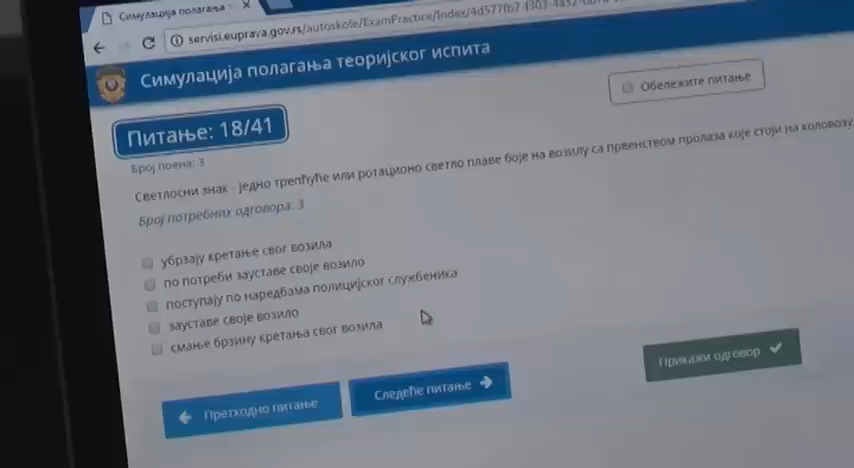 Симулација полагања
servisi.euprava.gov.rs/autoskole/ExamPractice/Index/4d577fb7-f303-4a52-
Симулација полагања теоријског испита
Обележите питање
Питање: 18/41
Број поена: 3
Светлосни знак - једно трепћуће или ротационо светло плаве боје на возилу са првенством пролаза које стоји на коловозу,
Број потребних одговора: 3
убрзају кретање свог возила
по потреби зауставе своје возило
поступају по наредбама полицијског службеника
зауставе своје возило
смање брзину кретања свог возила
Претходно питање
Следеће питање
Прикажи одговор